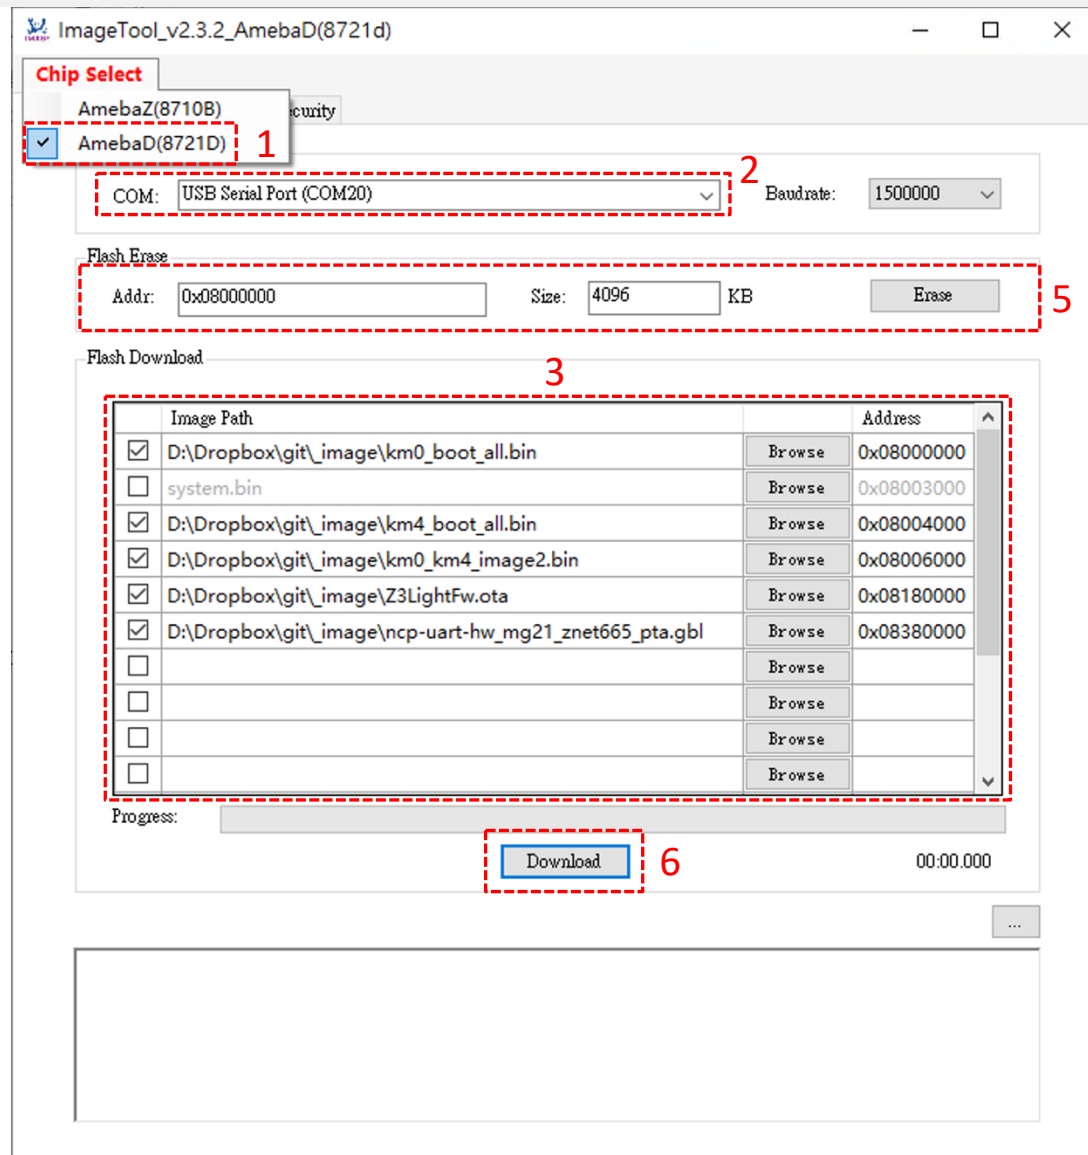 ImageTool_v2.3.2_AmebaD(8721d)
Chip Select
AmebaZ(8710B)
AmebaD(8721D)
1
COM: USB Serial Port (COM20) 2 Baudrate: 1500000
Flash Erase
Addr: 0x08000000 Size: 4096 KB Erase 5
Flash Download
3
Image Path Address
D:\Dropbox\git\_image\km0_boot_all.bin Browse 0x08000000
system.bin Browse 0x08003000
D:\Dropbox\git\_image\km4_boot_all.bin Browse 0x08004000
D:\Dropbox\git\_image\km0_km4_image2.bin Browse 0x08006000
D:\Dropbox\git\_image\Z3LightFw.ota Browse 0x08180000
D:\Dropbox\git\_image\ncp-uart-hw_mg21_znet665_pta.gbl Browse 0x08380000
Browse
Browse
Browse
Browse
Progress:
Download 6 00:00.000
...